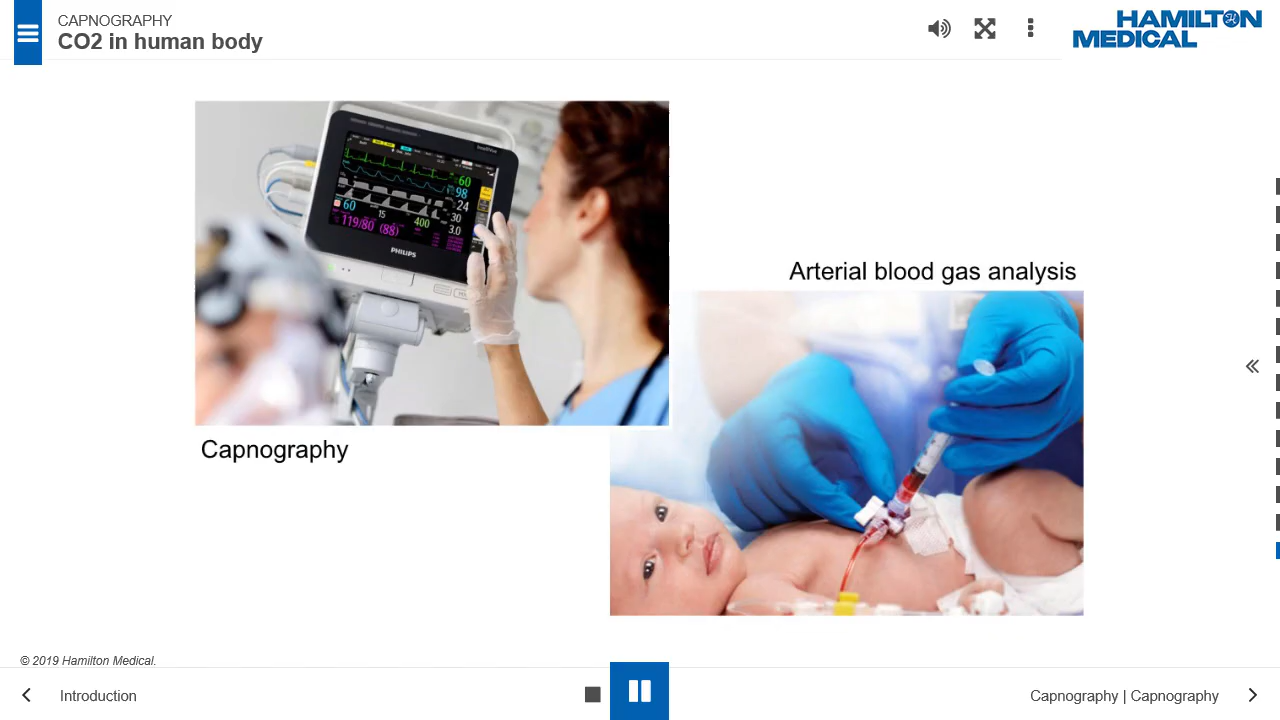 CAPNOGRAPHY
CO2 in human body
HAMILTON
MEDICAL
60
98
24
30
3.0
60
15
400
119/80 (88)
PHILIPS
Capnography
Arterial blood gas analysis
© 2019 Hamilton Medical.
Introduction
Capnography | Capnography